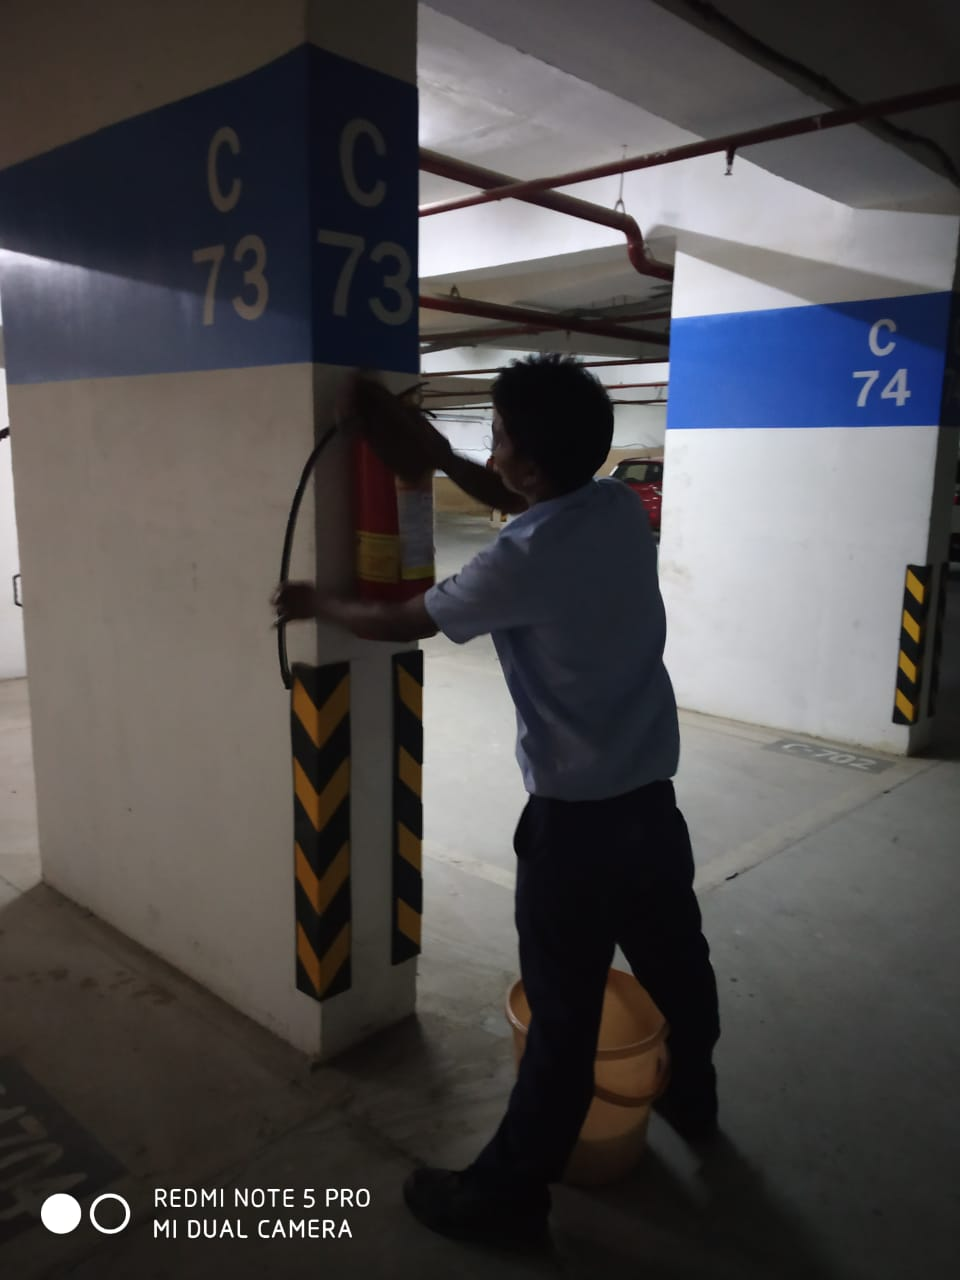 C
73
C
73
C
74
C-702
REDMI NOTE 5 PRO
MI DUAL CAMERA